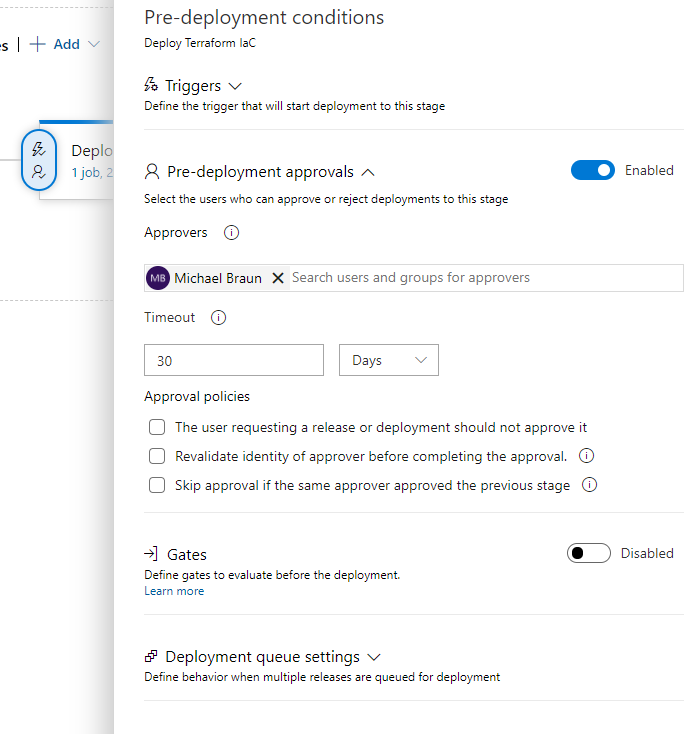 Pre-deployment conditions
Deploy Terraform IaC
s | + Add
Triggers
Define the trigger that will start deployment to this stage
Deplo
1 job, 2
Pre-deployment approvals
Enabled
Select the users who can approve or reject deployments to this stage
Approvers
MB Michael Braun Search users and groups for approvers
Timeout
30
Days
Approval policies
The user requesting a release or deployment should not approve it
Revalidate identity of approver before completing the approval.
Skip approval if the same approver approved the previous stage
Gates
Disabled
Define gates to evaluate before the deployment.
Learn more
Deployment queue settings
Define behavior when multiple releases are queued for deployment